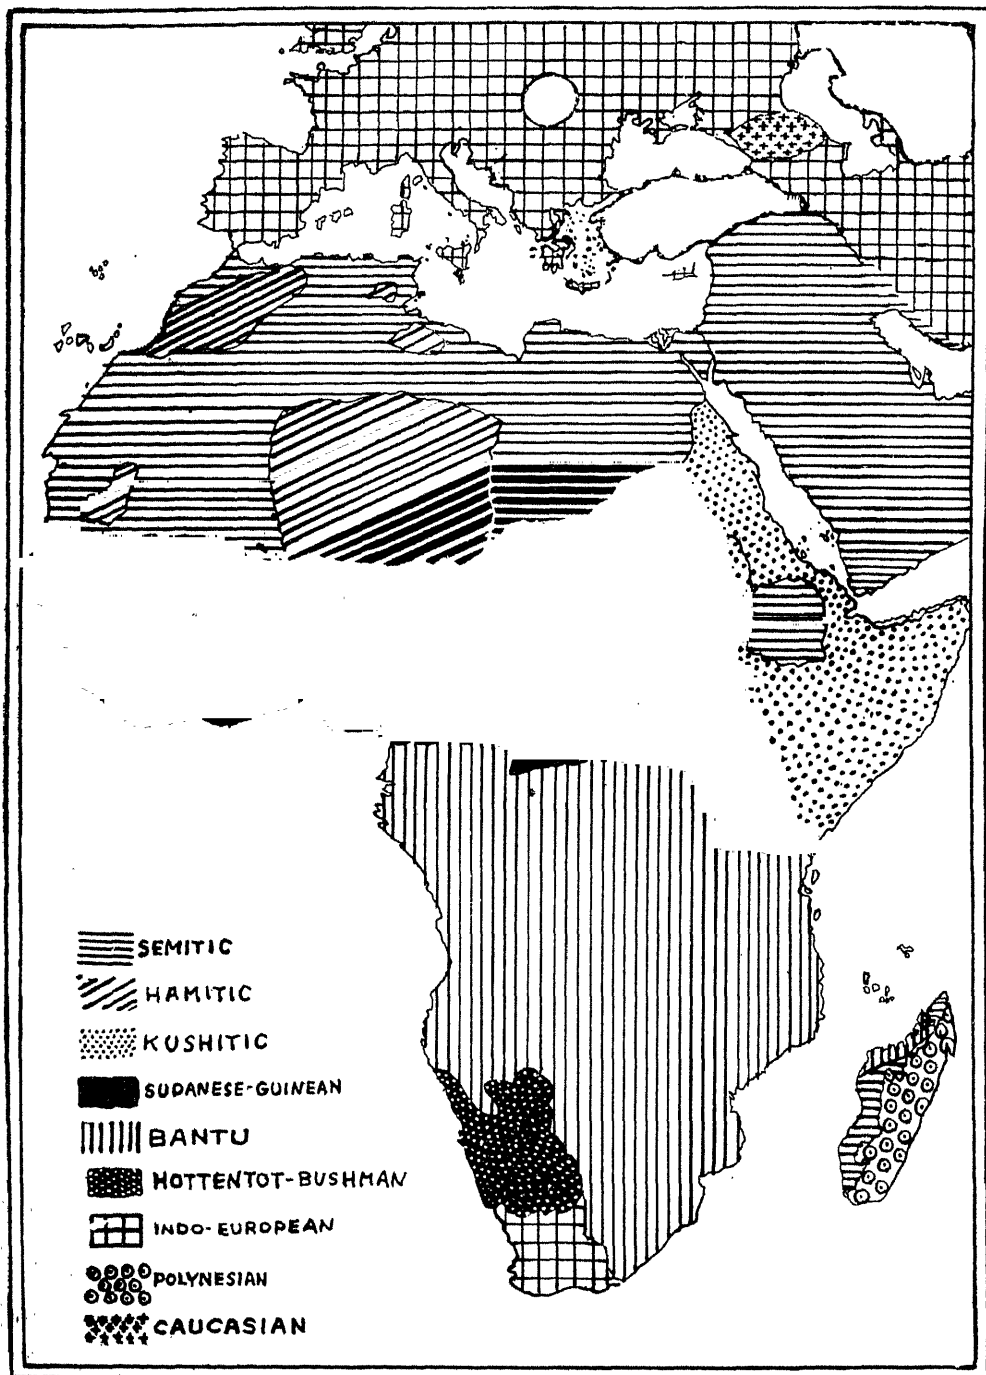 SEMITIC
HAMITIC
KUSHITIC
SUDANESE-GUINEAN
BANTU
HOTTENTOT-BUSHMAN
INDO-EUROPEAN
POLYNESIAN
CAUCASIAN